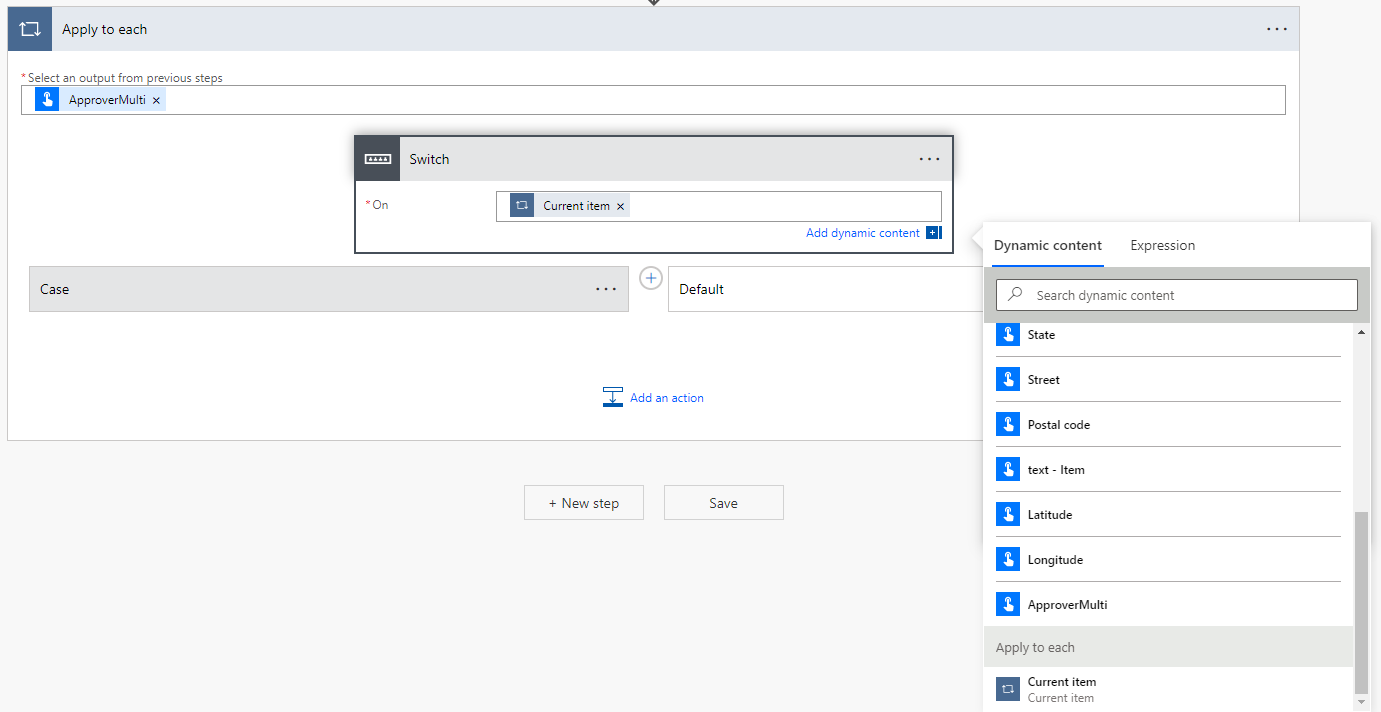 Apply to each
* Select an output from previous steps
ApproverMulti ×
Switch
* On
Current item ×
Add dynamic content
Case
Default
Add an action
+ New step
Save
Dynamic content
Expression
Search dynamic content
State
Street
Postal code
text - Item
Latitude
Longitude
ApproverMulti
Apply to each
Current item
Current item